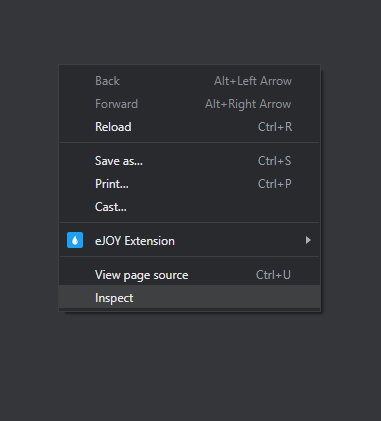 Back Alt+Left Arrow
Forward Alt+Right Arrow
Reload Ctrl+R
Save as... Ctrl+S
Print... Ctrl+P
Cast...
eJOY Extension
View page source Ctrl+U
Inspect